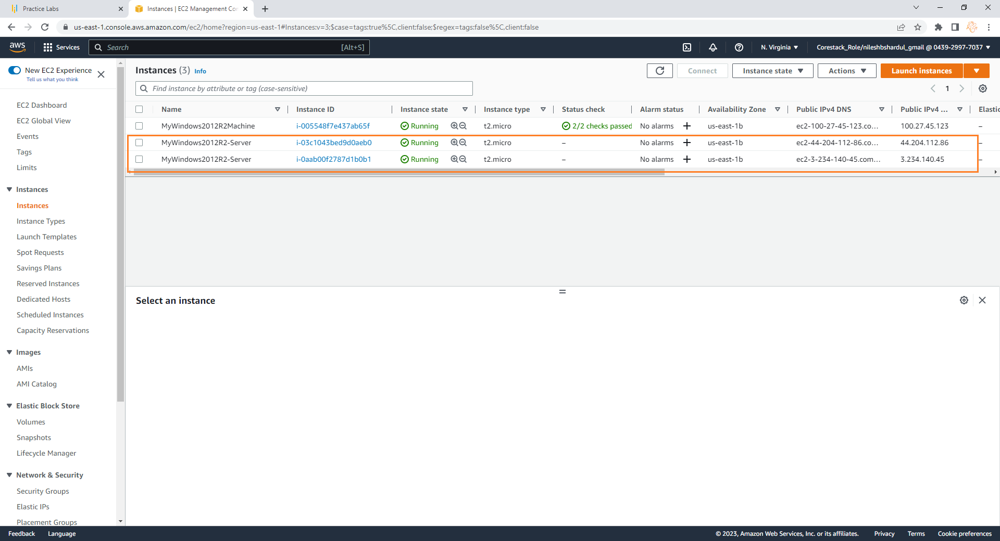 Practice Labs
Instances | EC2 Management Con
us-east-1.console.aws.amazon.com/ec2/home?region=us-east-1#Instances:v=3;$case=tags:true%5C,client:false;$regex=tags:false%5C,client:false
aws Services Search [Alt+S] N. Virginia Corestack_Role/nileshbshardul_gmail @ 0439-2997-7037
New EC2 Experience
Tell us what you think
EC2 Dashboard
EC2 Global View
Events
Tags
Limits
Instances
Instances
Instance Types
Launch Templates
Spot Requests
Savings Plans
Reserved Instances
Dedicated Hosts
Scheduled Instances
Capacity Reservations
Images
AMIs
AMI Catalog
Elastic Block Store
Volumes
Snapshots
Lifecycle Manager
Network & Security
Security Groups
Elastic IPs
Placement Groups
Instances (3) Info Connect Instance state Actions Launch instances
Find instance by attribute or tag (case-sensitive) 1
Name Instance ID Instance state Instance type Status check Alarm status Availability Zone Public IPv4 DNS Public IPv4 ... Elastic
MyWindows2012R2Machine i-005548f7e437ab65f Running t2.micro 2/2 checks passed No alarms + us-east-1b ec2-100-27-45-123.co... 100.27.45.123 –
MyWindows2012R2-Server i-03c1043bed9d0aeb0 Running t2.micro – No alarms + us-east-1b ec2-44-204-112-86.co... 44.204.112.86 –
MyWindows2012R2-Server i-0aab00f2787d1b0b1 Running t2.micro – No alarms + us-east-1b ec2-3-234-140-45.com... 3.234.140.45 –
Select an instance
Feedback Language © 2023, Amazon Web Services, Inc. or its affiliates. Privacy Terms Cookie preferences